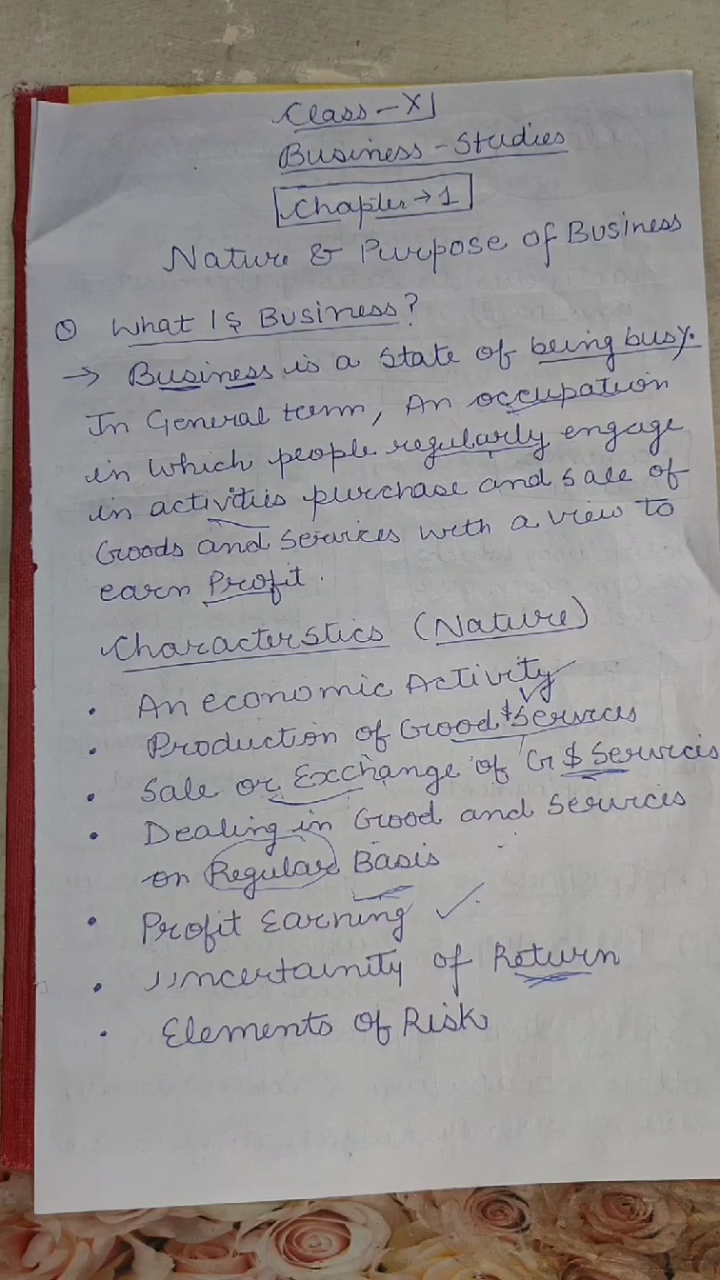 Class - XI
Business - Studies
Chapter → 1
Nature & Purpose of Business
Q What Is Business?
→ Business is a State of being busy.
In General term, An occupation
in which people regularly engage
in activities purchase and sale of
Goods and Services with a view to
earn Profit.
Characterstics (Nature)
• An economic Activity
• Production of Good & Services
• Sale or Exchange of G & Services
• Dealing in Good and Services
on Regular Basis
• Profit Earning ✓
• Uncertainity of Return
• Elements of Risk